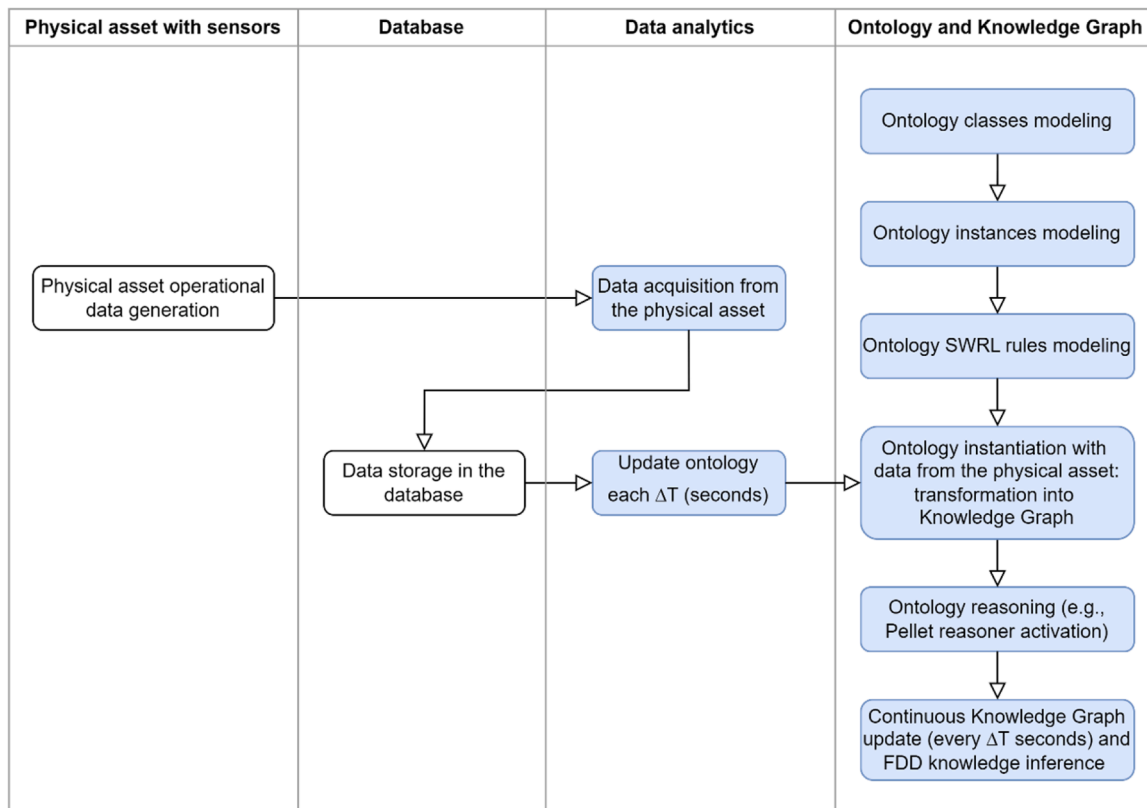 Physical asset with sensors
Database
Data analytics
Ontology and Knowledge Graph
Ontology classes modeling
Ontology instances modeling
Physical asset operational
data generation
Data acquisition from
the physical asset
Ontology SWRL rules modeling
Data storage in the
database
Update ontology
each ΔT (seconds)
Ontology instantiation with
data from the physical asset:
transformation into
Knowledge Graph
Ontology reasoning (e.g.,
Pellet reasoner activation)
Continuous Knowledge Graph
update (every ΔT seconds) and
FDD knowledge inference